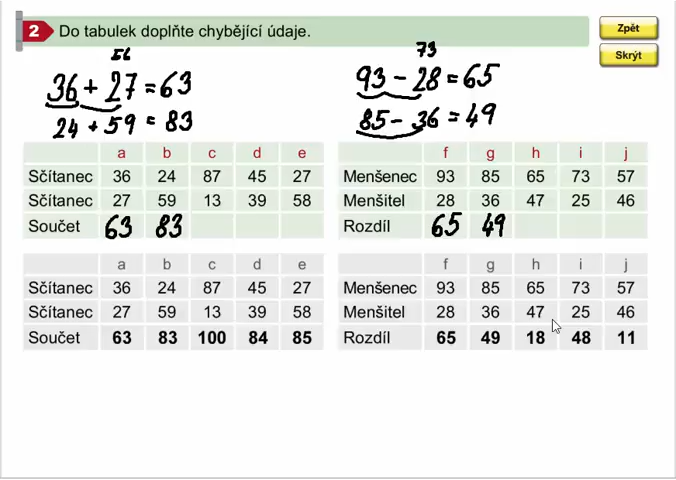 2 Do tabulek doplňte chybějící údaje.
Zpět
Skrýt
56
36 + 27 = 63
24 + 59 = 83
73
93 - 28 = 65
85 - 36 = 49
a b c d e
Sčítanec 36 24 87 45 27
Sčítanec 27 59 13 39 58
Součet 63 83
f g h i j
Menšenec 93 85 65 73 57
Menšitel 28 36 47 25 46
Rozdíl 65 49
a b c d e
Sčítanec 36 24 87 45 27
Sčítanec 27 59 13 39 58
Součet 63 83 100 84 85
f g h i j
Menšenec 93 85 65 73 57
Menšitel 28 36 47 25 46
Rozdíl 65 49 18 48 11